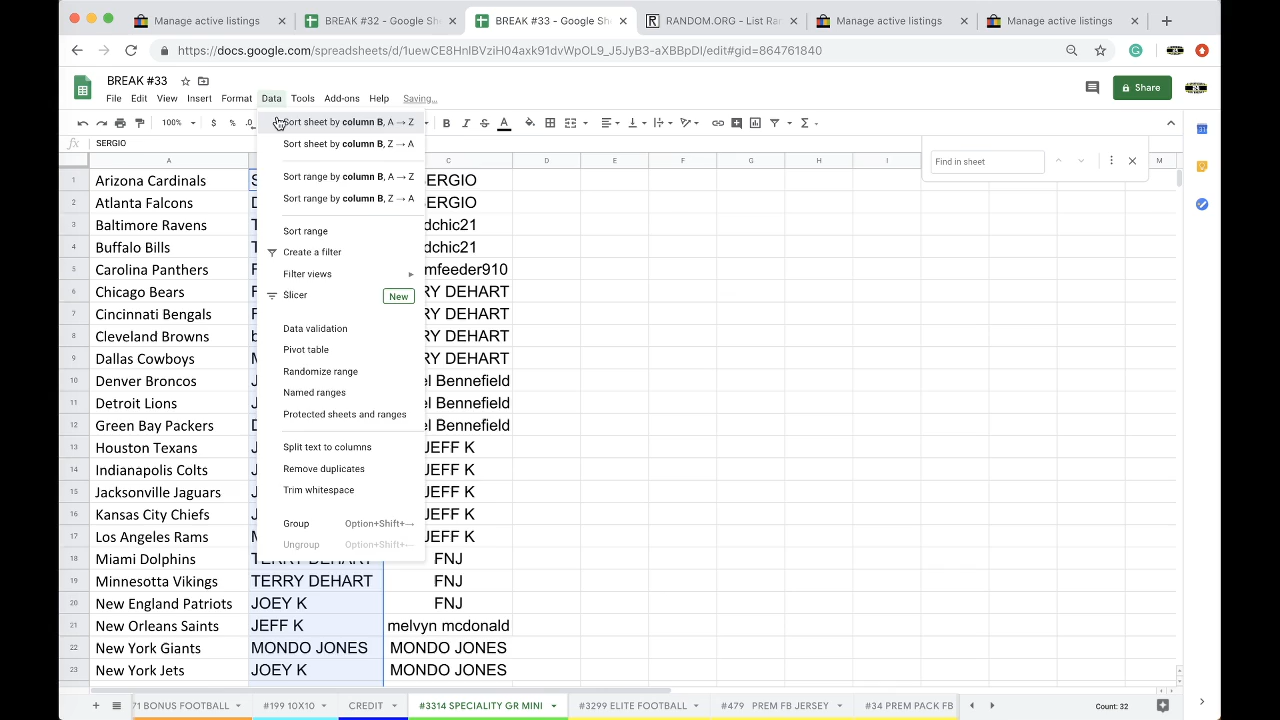 Manage active listings
BREAK #32 - Google Sh
BREAK #33 - Google Sh
RANDOM.ORG - List Ra
Manage active listings
Manage active listings
https://docs.google.com/spreadsheets/d/1uewCE8HnIBVziH04axk91dvWpOL9_J5JyB3-aXBBpDI/edit#gid=864761840
BREAK #33
File Edit View Insert Format Data Tools Add-ons Help Saving...
Share
100% $ % .0 B I S A
SERGIO
Find in sheet
Sort sheet by column B, A → Z
Sort sheet by column B, Z → A
Sort range by column B, A → Z
Sort range by column B, Z → A
Sort range
Create a filter
Filter views
Slicer New
Data validation
Pivot table
Randomize range
Named ranges
Protected sheets and ranges
Split text to columns
Remove duplicates
Trim whitespace
Group Option+Shift+→
Ungroup Option+Shift+←
A C D E F G H I M
1 Arizona Cardinals S ERGIO
2 Atlanta Falcons D ERGIO
3 Baltimore Ravens T dchic21
4 Buffalo Bills T dchic21
5 Carolina Panthers F mfeeder910
6 Chicago Bears F RY DEHART
7 Cincinnati Bengals F RY DEHART
8 Cleveland Browns b RY DEHART
9 Dallas Cowboys M RY DEHART
10 Denver Broncos J el Bennefield
11 Detroit Lions J el Bennefield
12 Green Bay Packers D el Bennefield
13 Houston Texans J JEFF K
14 Indianapolis Colts J JEFF K
15 Jacksonville Jaguars J JEFF K
16 Kansas City Chiefs J JEFF K
17 Los Angeles Rams M JEFF K
18 Miami Dolphins TERRY DEHART FNJ
19 Minnesota Vikings TERRY DEHART FNJ
20 New England Patriots JOEY K FNJ
21 New Orleans Saints JEFF K melvyn mcdonald
22 New York Giants MONDO JONES MONDO JONES
23 New York Jets JOEY K MONDO JONES
71 BONUS FOOTBALL #199 10X10 CREDIT #3314 SPECIALITY GR MINI #3299 ELITE FOOTBALL #479 PREM FB JERSEY #34 PREM PACK FB Count: 32